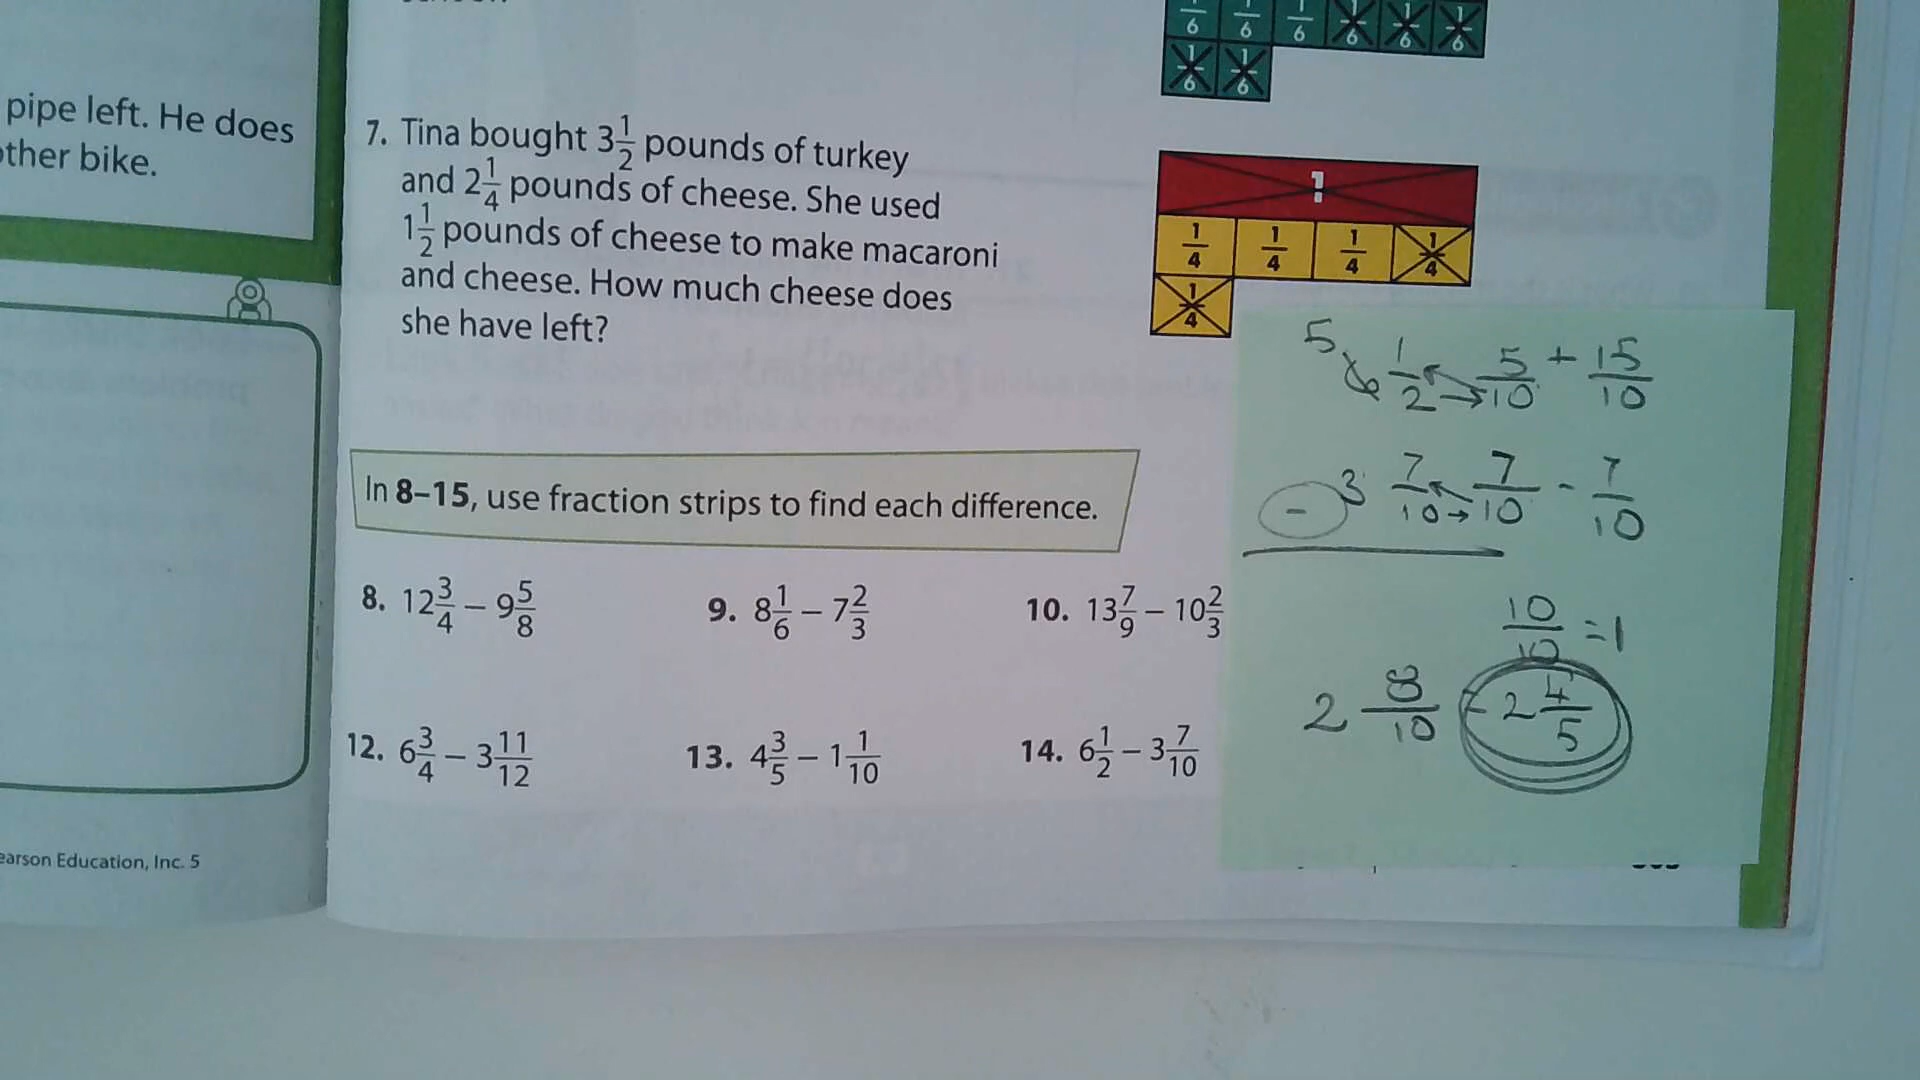 pipe left. He does
other bike.
earson Education, Inc. 5
1/6 1/6 1/6 1/6 1/6 1/6
1/6 1/6
7. Tina bought 3 1/2 pounds of turkey
and 2 1/4 pounds of cheese. She used
1 1/2 pounds of cheese to make macaroni
and cheese. How much cheese does
she have left?
1
1/4 1/4 1/4 1/4
1/4
In 8–15, use fraction strips to find each difference.
8. 12 3/4 – 9 5/8
9. 8 1/6 – 7 2/3
10. 13 7/9 – 10 2/3
12. 6 3/4 – 3 11/12
13. 4 3/5 – 1 1/10
14. 6 1/2 – 3 7/10
5 6 1/2 5/10 + 15/10
- 3 7/10 7/10 - 7/10
10/10 = 1
2 8/10 = 2 4/5